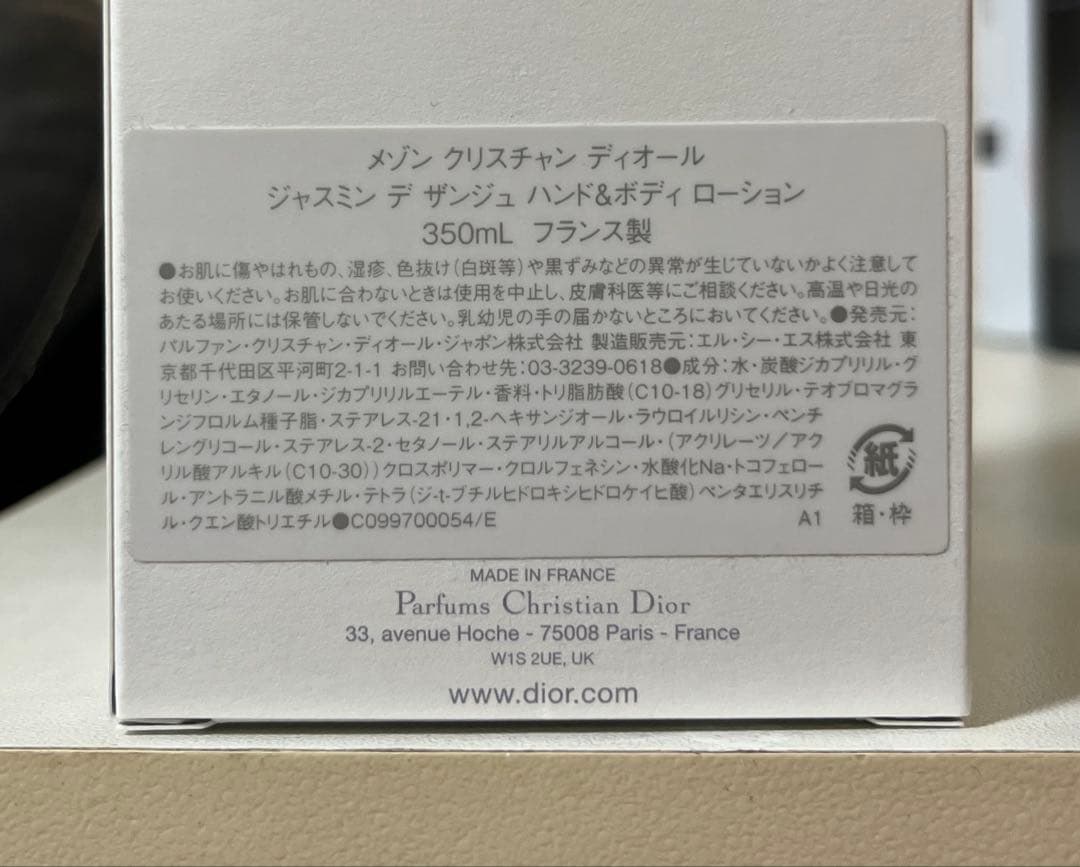 メゾン クリスチャン ディオール
ジャスミン デ ザンジュ ハンド&ボディ ローション
350mL フランス製
●お肌に傷やはれもの、湿疹、色抜け(白斑等)や黒ずみなどの異常が生じていないかよく注意して
お使いください。お肌に合わないときは使用を中止し、皮膚科医等にご相談ください。高温や日光の
あたる場所には保管しないでください。乳幼児の手の届かないところにおいてください。●発売元:
パルファン・クリスチャン・ディオール・ジャポン株式会社 製造販売元:エル・シー・エス株式会社 東
京都千代田区平河町2-1-1 お問い合わせ先:03-3239-0618●成分:水・炭酸ジカプリリル・グ
リセリン・エタノール・ジカプリリルエーテル・香料・トリ脂肪酸(C10-18)グリセリル・テオブロマグラ
ンジフロルム種子脂・ステアレス-21・1,2-ヘキサンジオール・ラウロイルリシン・ペンチ
レングリコール・ステアレス-2・セタノール・ステアリルアルコール・(アクリレーツ/アク
リル酸アルキル(C10-30))クロスポリマー・クロルフェネシン・水酸化Na・トコフェロー
ル・アントラニル酸メチル・テトラ(ジ-t-ブチルヒドロキシヒドロケイヒ酸)ペンタエリスリチ
ル・クエン酸トリエチル●C099700054/E A1
紙
箱・枠
MADE IN FRANCE
Parfums Christian Dior
33, avenue Hoche - 75008 Paris - France
W1S 2UE, UK
www.dior.com